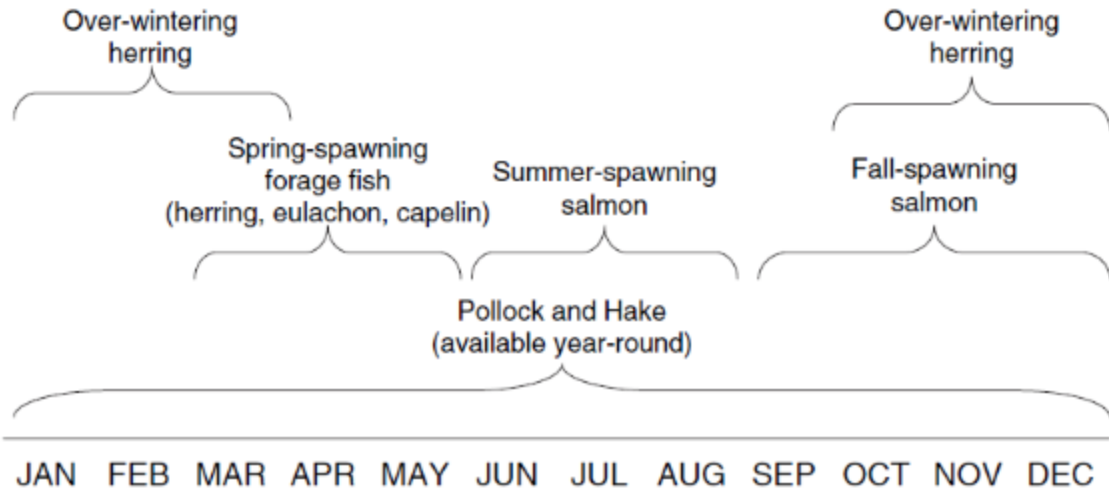 Over-wintering
herring
Over-wintering
herring
Spring-spawning
forage fish
(herring, eulachon, capelin)
Summer-spawning
salmon
Fall-spawning
salmon
Pollock and Hake
(available year-round)
JAN FEB MAR APR MAY JUN JUL AUG SEP OCT NOV DEC